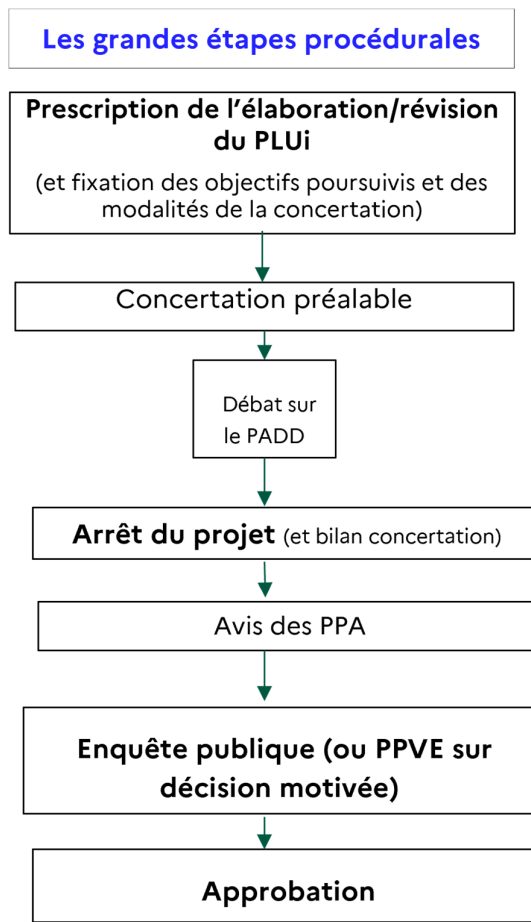 Les grandes étapes procédurales
Prescription de l’élaboration/révision
du PLUi
(et fixation des objectifs poursuivis et des
modalités de la concertation)
Concertation préalable
Débat sur
le PADD
Arrêt du projet (et bilan concertation)
Avis des PPA
Enquête publique (ou PPVE sur
décision motivée)
Approbation